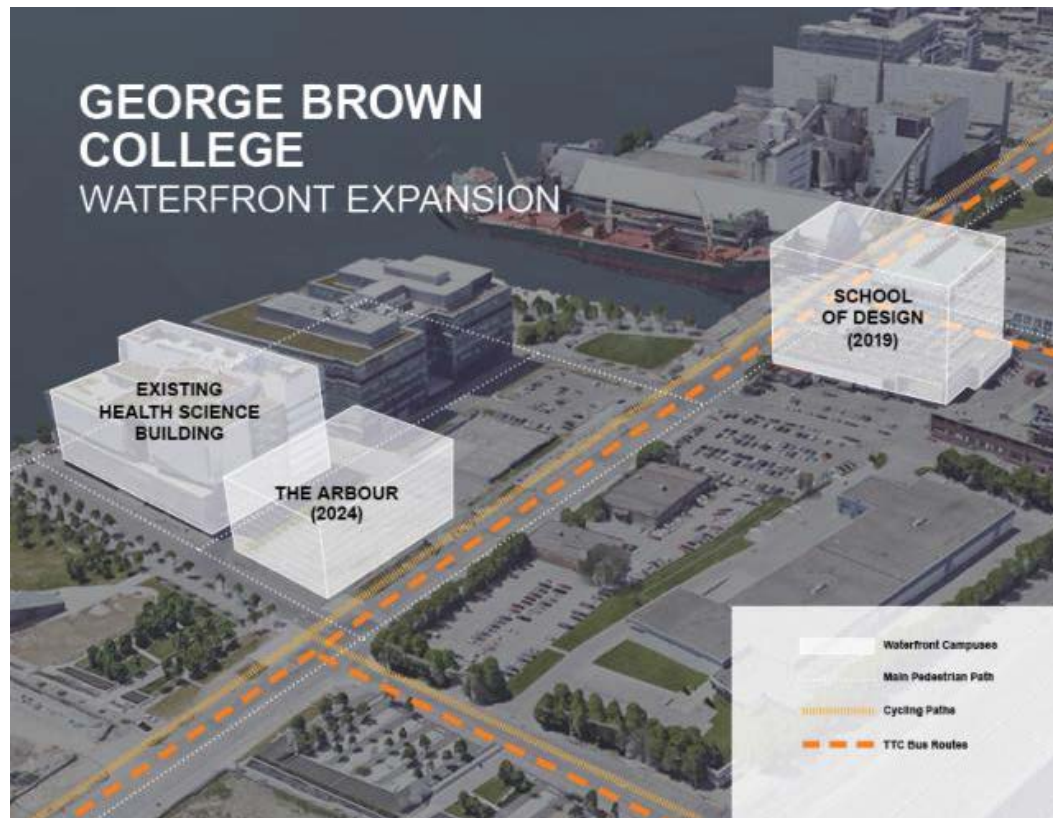 GEORGE BROWN
COLLEGE
WATERFRONT EXPANSION
SCHOOL
OF DESIGN
(2019)
EXISTING
HEALTH SCIENCE
BUILDING
THE ARBOUR
(2024)
Waterfront Campuses
Main Pedestrian Path
Cycling Paths
TTC Bus Routes